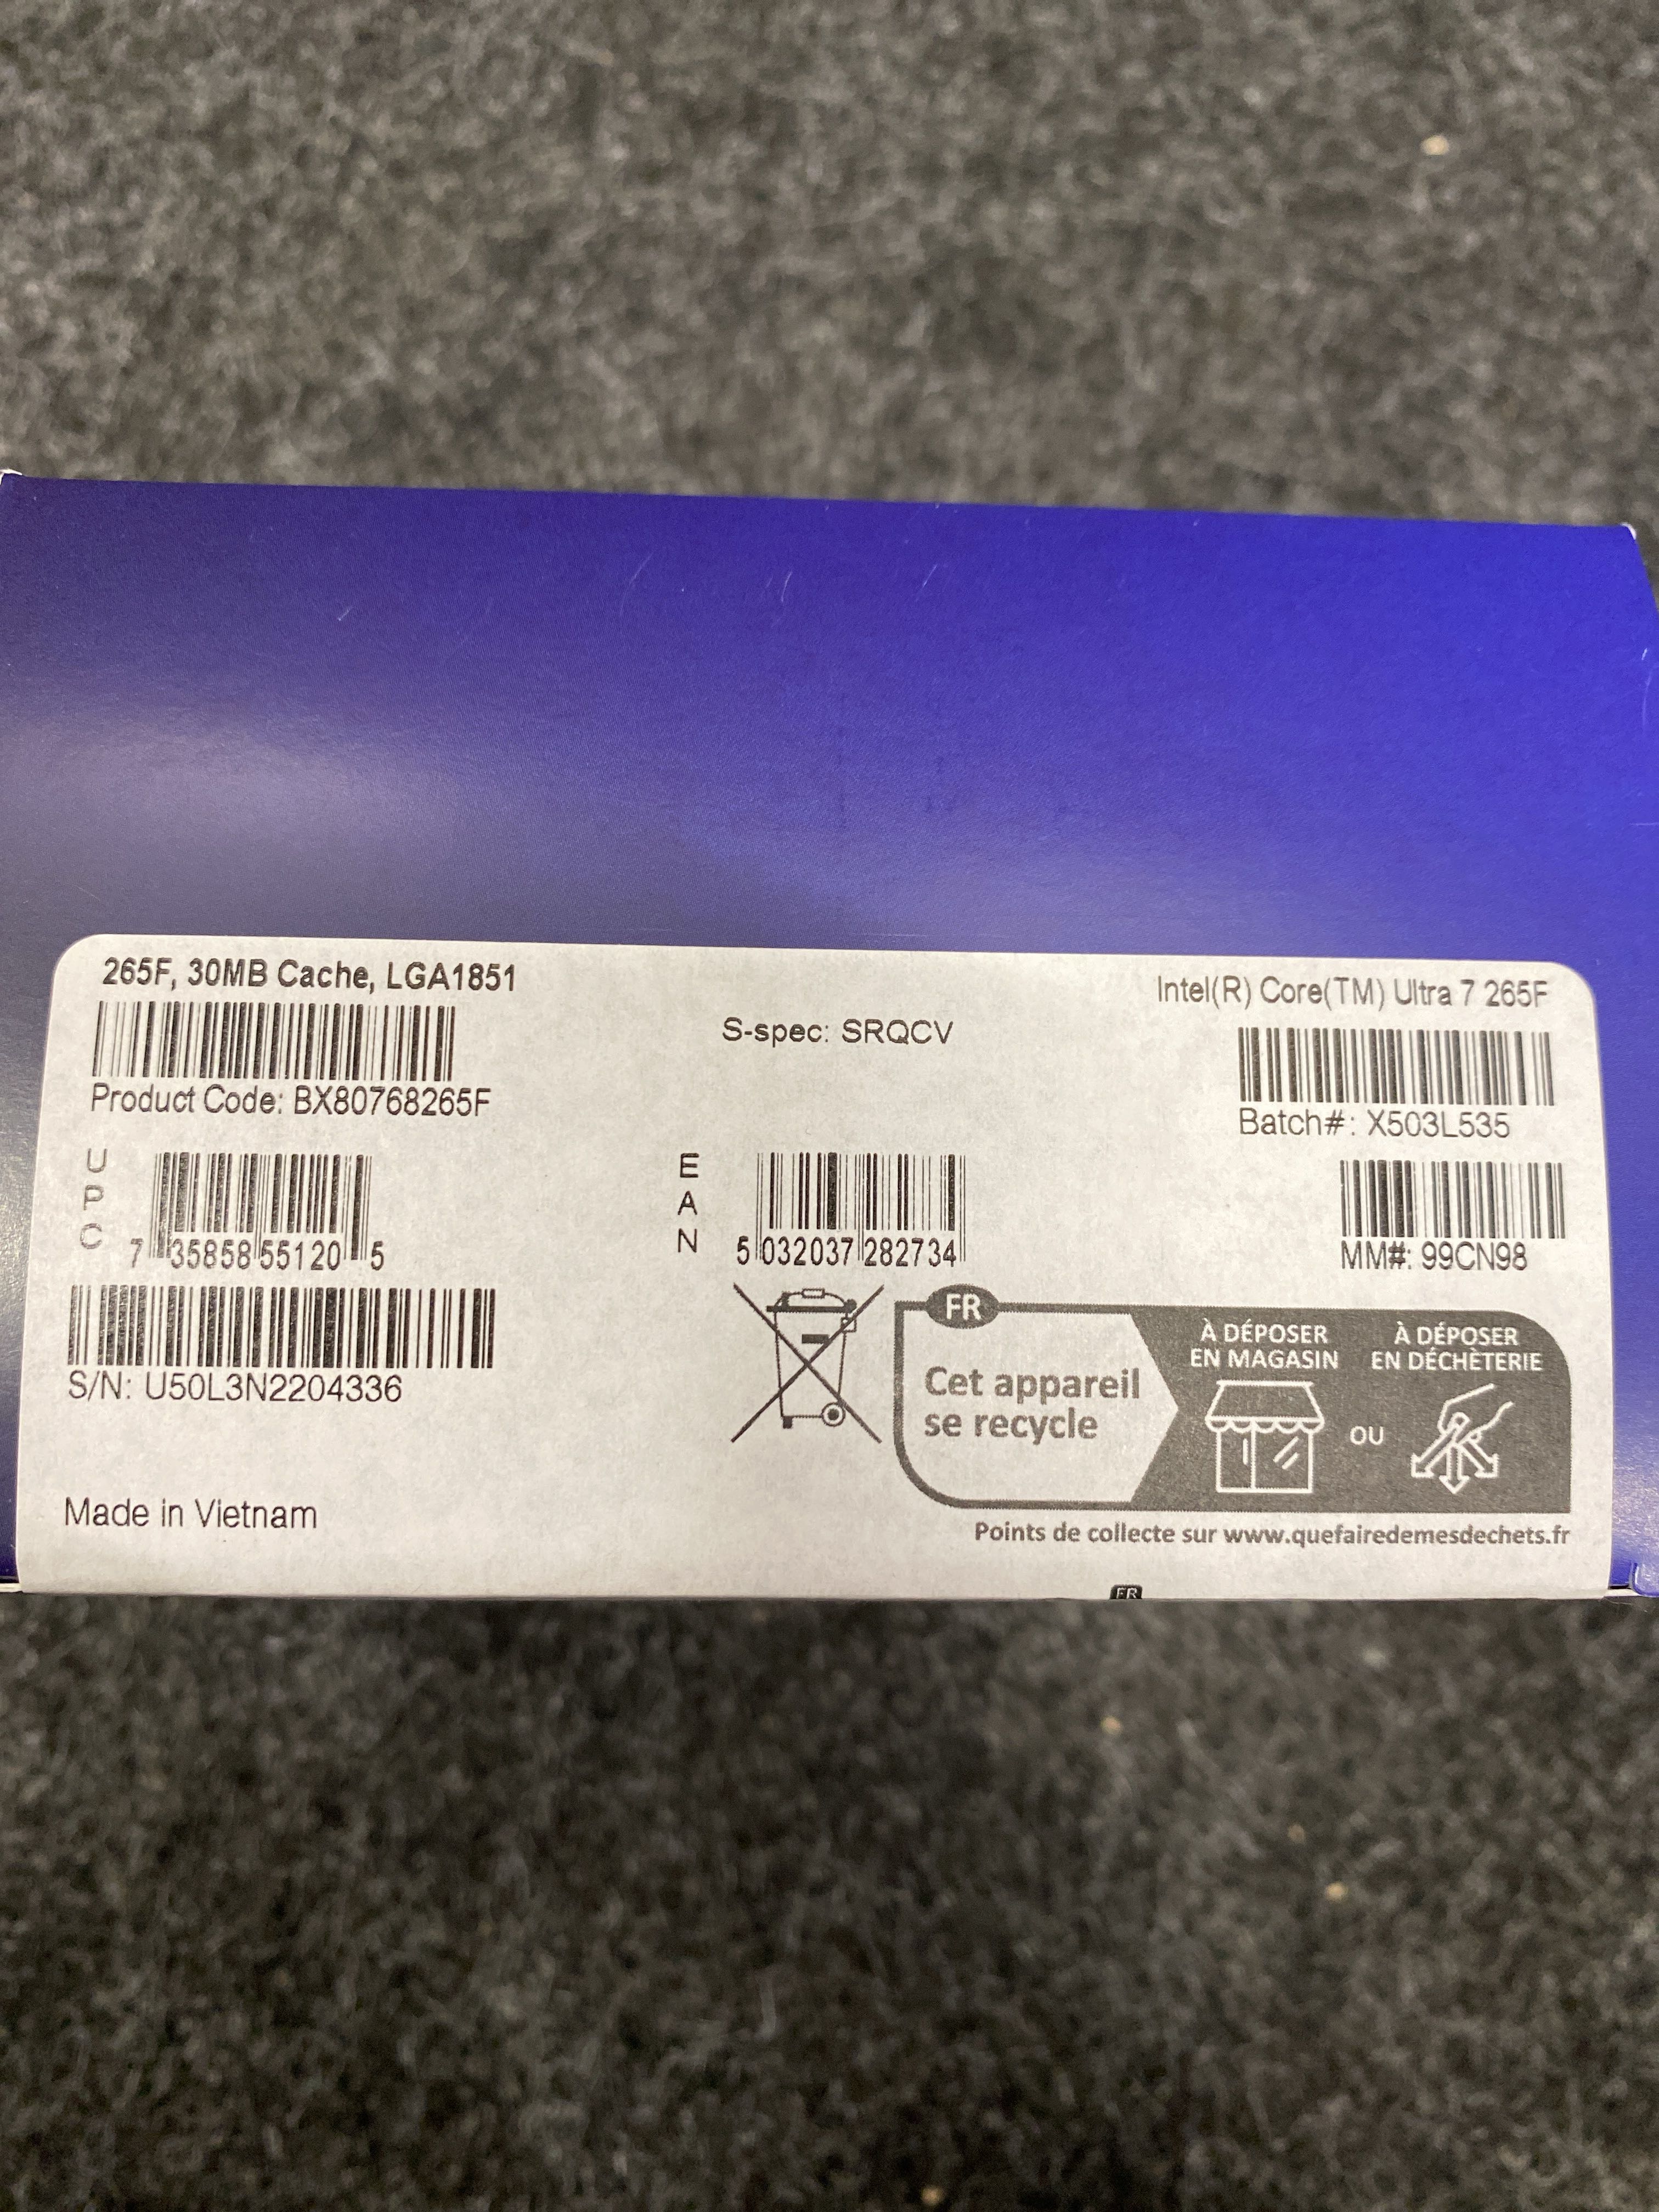 265F, 30MB Cache, LGA1851
Intel(R) Core(TM) Ultra 7 265F
S-spec: SRQCV
Product Code: BX80768265F
Batch#: X503L535
UPC
7 35858 55120 5
EAN
5 032037 282734
MM#: 99CN98
S/N: U50L3N2204336
FR
Cet appareil
se recycle
À DÉPOSER
EN MAGASIN
OU
À DÉPOSER
EN DÉCHÈTERIE
Points de collecte sur www.quefairedemesdechets.fr
Made in Vietnam
FR